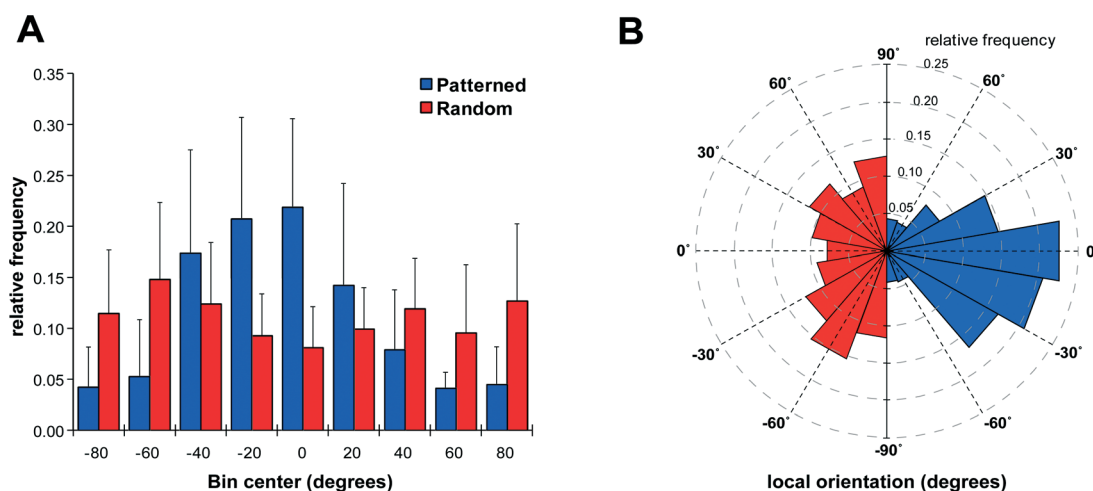 A
relative frequency
0.35
0.30
0.25
0.20
0.15
0.10
0.05
0.00
Patterned
Random
-80 -60 -40 -20 0 20 40 60 80
Bin center (degrees)
B
relative frequency
90°
0.25
0.20
0.15
0.10
0.05
60°
60°
30°
30°
0°
0
-30°
-30°
-60°
-60°
-90°
local orientation (degrees)